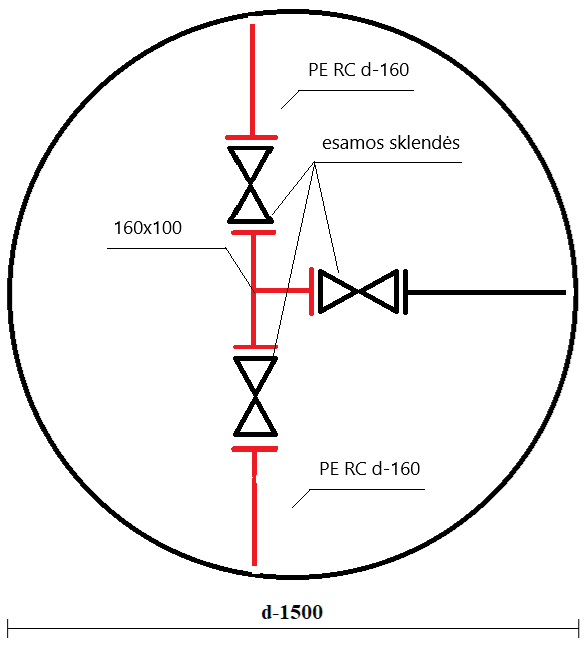 PE RC d-160
esamos sklendės
160x100
PE RC d-160
d-1500